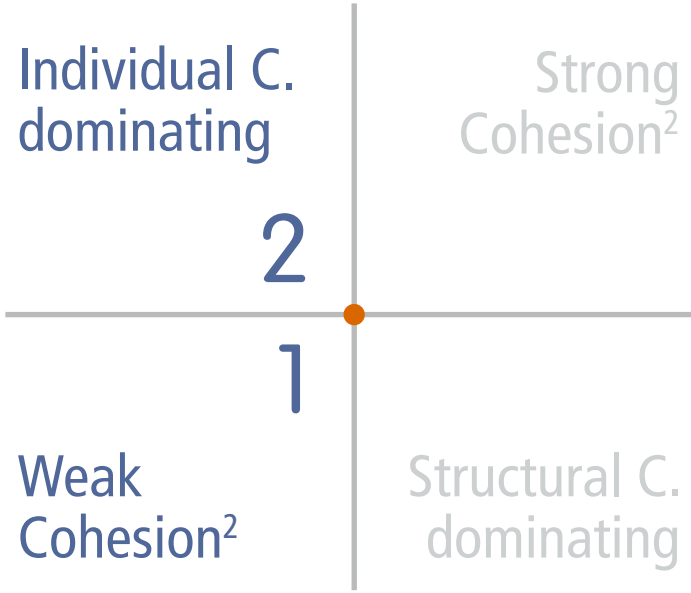 Individual C.
dominating
Strong
Cohesion²
2
1
Weak
Cohesion²
Structural C.
dominating